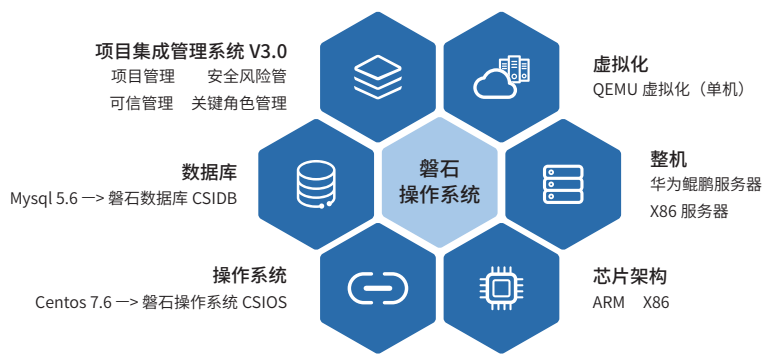 项目集成管理系统 V3.0
项目管理 安全风险管
可信管理 关键角色管理
虚拟化
QEMU 虚拟化（单机）
数据库
Mysql 5.6 一> 磐石数据库 CSIDB
磐石
操作系统
整机
华为鲲鹏服务器
X86 服务器
操作系统
Centos 7.6 一> 磐石操作系统 CSIOS
芯片架构
ARM X86